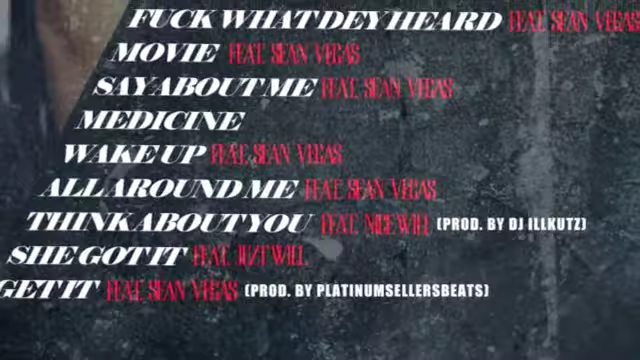 FUCK WHAT DEY HEARD FEAT. SEAN VEGAS
MOVIE FEAT. SEAN VEGAS
SAY ABOUT ME FEAT. SEAN VEGAS
MEDICINE
WAKE UP FEAT. SEAN VEGAS
ALL AROUND ME FEAT. SEAN VEGAS
THINK ABOUT YOU FEAT. WILL (PROD. BY DJ ILLKUTZ)
SHE GOT IT FEAT. WILL
GET IT FEAT. SEAN VEGAS (PROD. BY PLATINUMSELLERSBEATS)